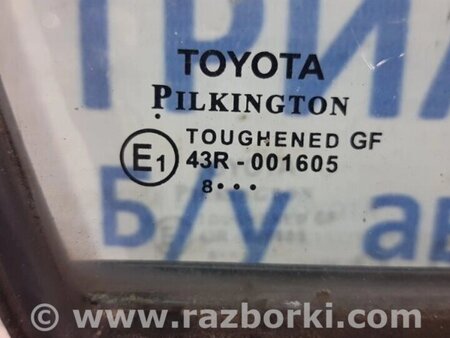 TOYOTA
PILKINGTON
TOUGHENED GF
E1 43R - 001605
8•••
Б/у
© www.razborki.com